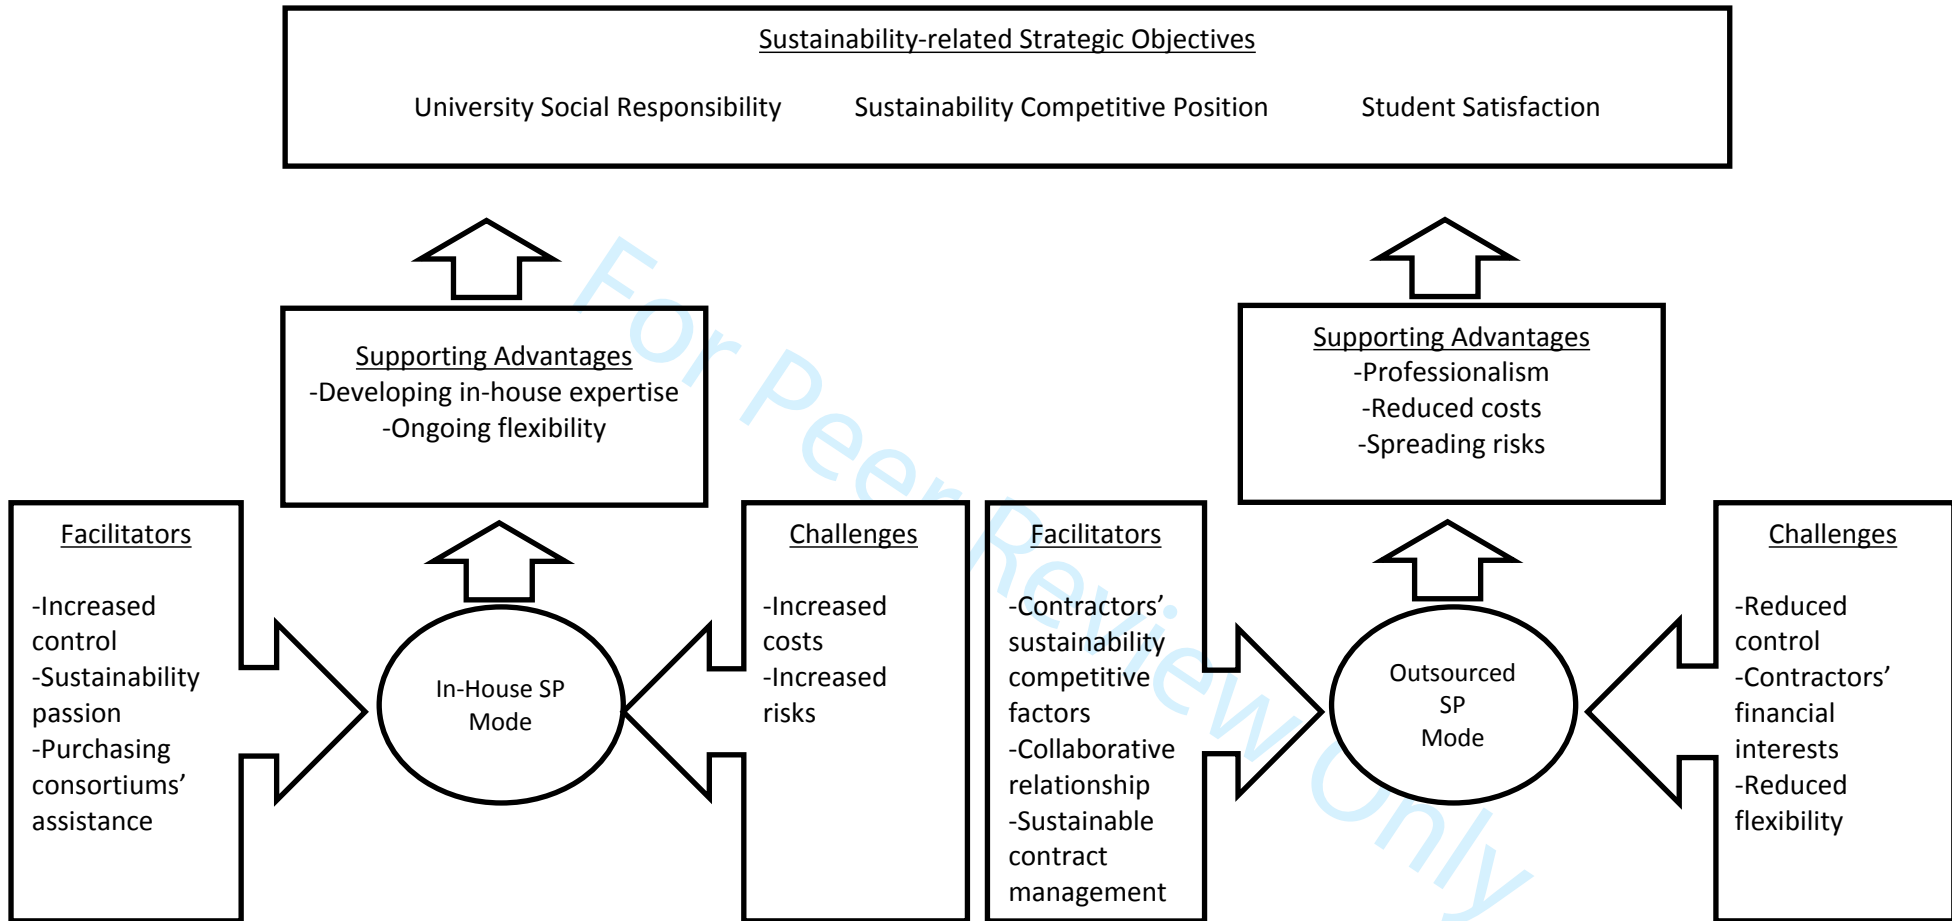 Sustainability-related Strategic Objectives
University Social Responsibility Sustainability Competitive Position Student Satisfaction
Supporting Advantages
-Developing in-house expertise
-Ongoing flexibility
Facilitators
-Increased
control
-Sustainability
passion
-Purchasing
consortiums’
assistance
In-House SP
Mode
Challenges
-Increased
costs
-Increased
risks
Supporting Advantages
-Professionalism
-Reduced costs
-Spreading risks
Facilitators
-Contractors’
sustainability
competitive
factors
-Collaborative
relationship
-Sustainable
contract
management
Outsourced
SP
Mode
Challenges
-Reduced
control
-Contractors’
financial
interests
-Reduced
flexibility
For Peer Review Only